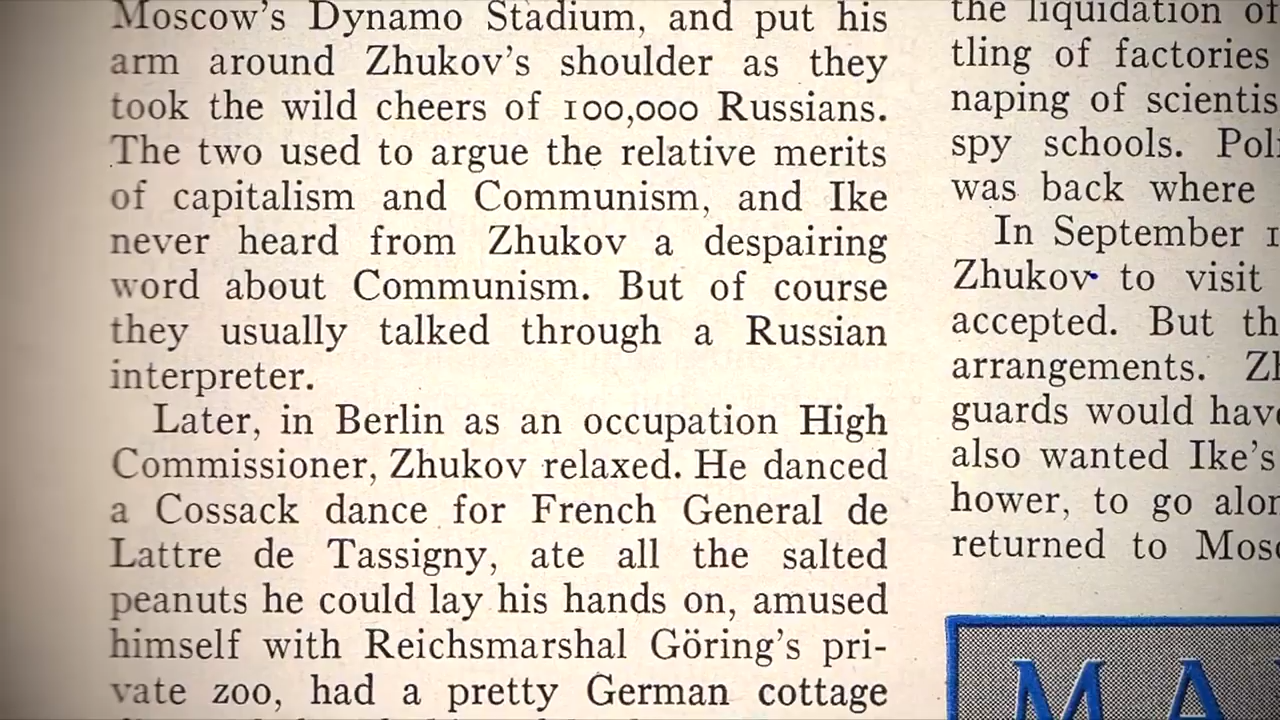 Moscow's Dynamo Stadium, and put his
arm around Zhukov's shoulder as they
took the wild cheers of 100,000 Russians.
The two used to argue the relative merits
of capitalism and Communism, and Ike
never heard from Zhukov a despairing
word about Communism. But of course
they usually talked through a Russian
interpreter.
Later, in Berlin as an occupation High
Commissioner, Zhukov relaxed. He danced
a Cossack dance for French General de
Lattre de Tassigny, ate all the salted
peanuts he could lay his hands on, amused
himself with Reichsmarshal Göring's pri-
vate zoo, had a pretty German cottage
the liquidation of
tling of factories
naping of
spy schools.
was back where
In September
Zhukov to visit
accepted. But
arrangements.
guards would
also wanted Ike's
hower, to go
returned to